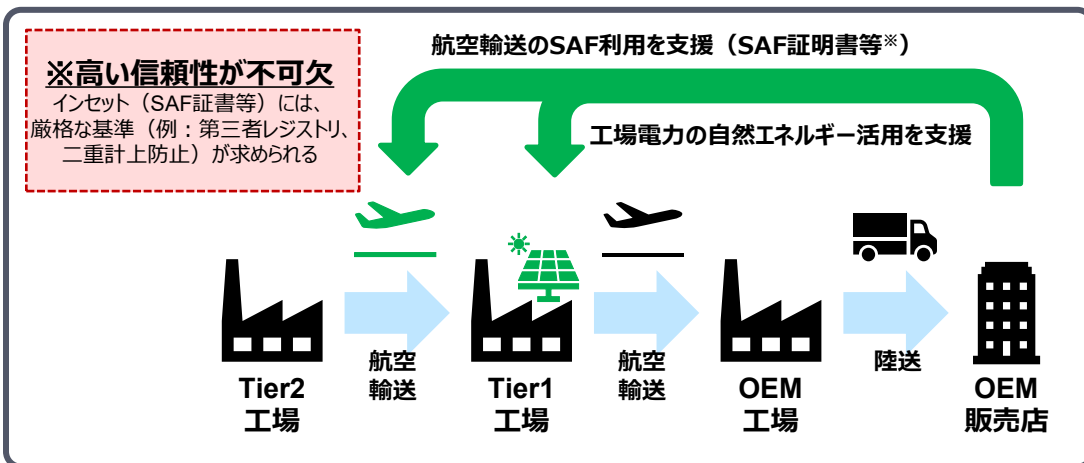 航空輸送のSAF利用を支援（SAF証明書等※）
※高い信頼性が不可欠
インセット（SAF証書等）には、
厳格な基準（例：第三者レジストリ、
二重計上防止）が求められる
工場電力の自然エネルギー活用を支援
航空
輸送
航空
輸送
陸送
Tier2
工場
Tier1
工場
OEM
工場
OEM
販売店